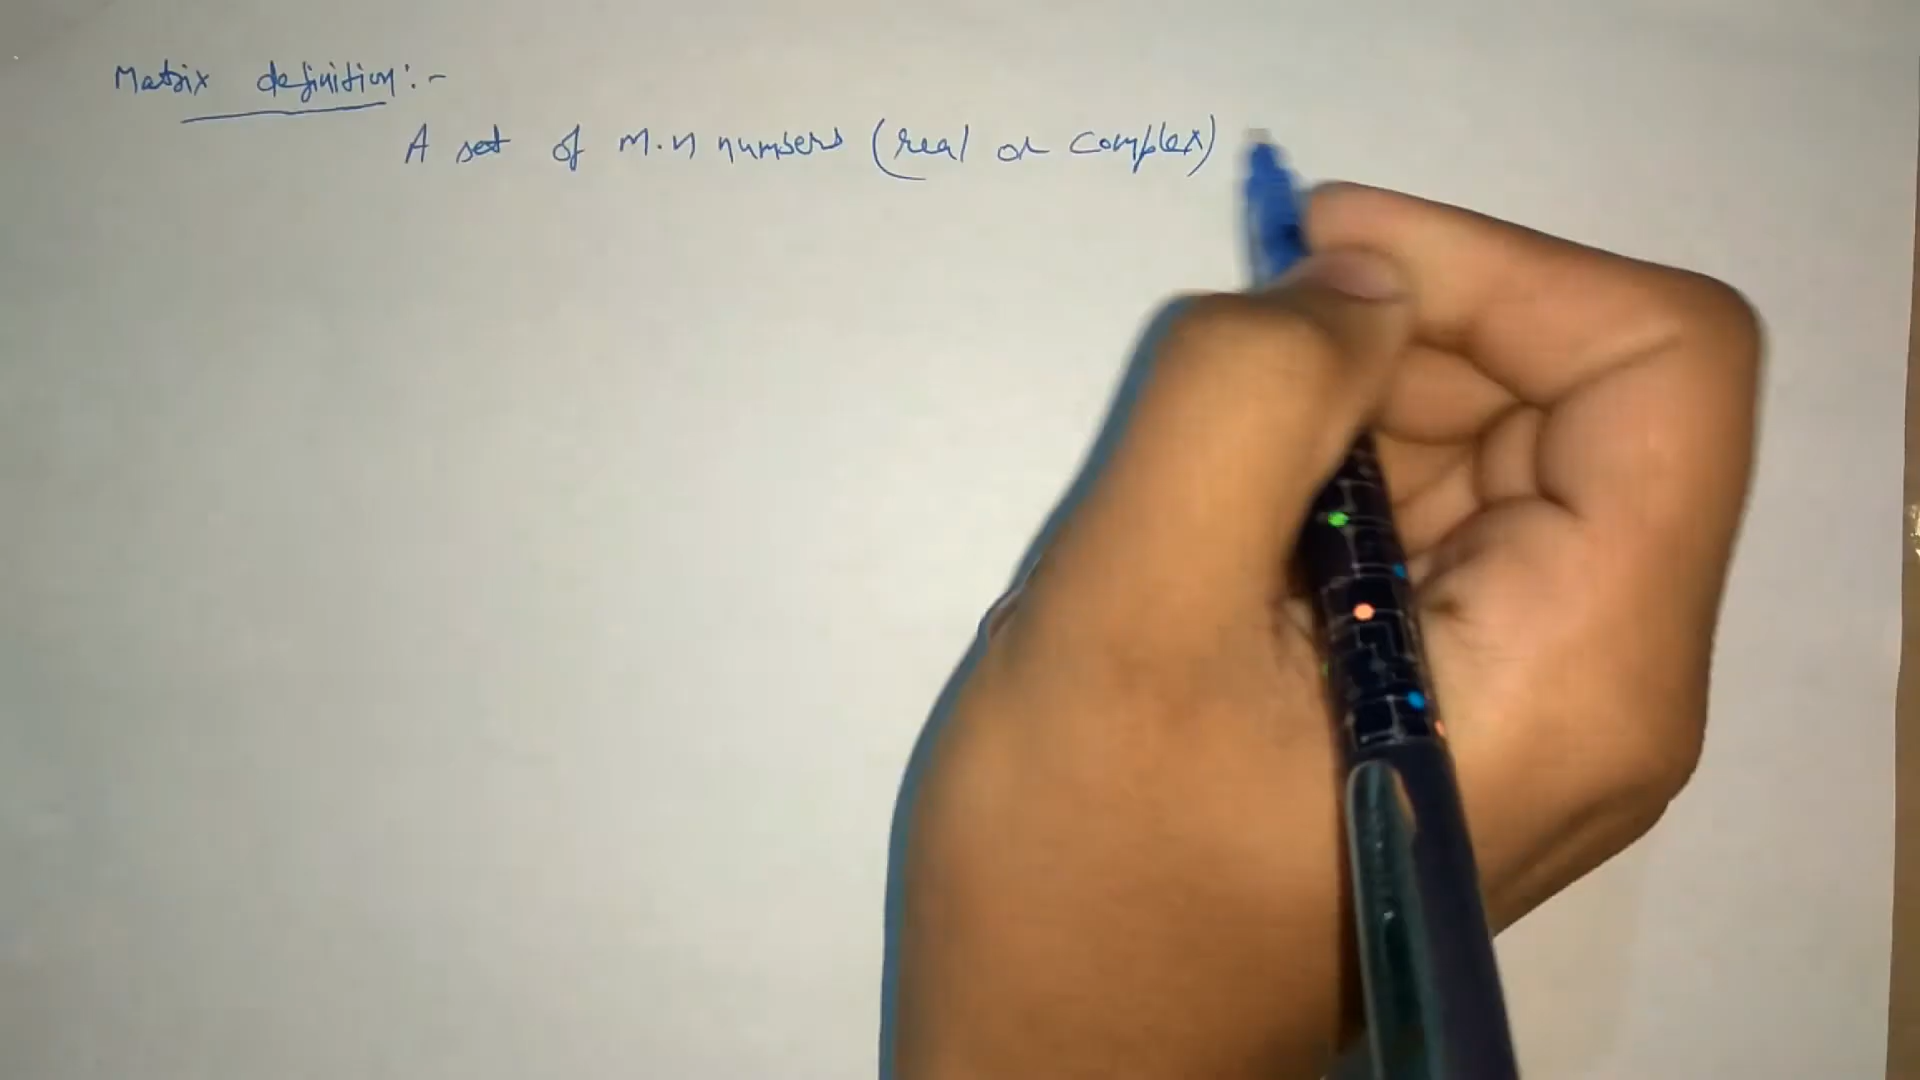 Matrix definition:-
A set of m.n numbers (real or complex)